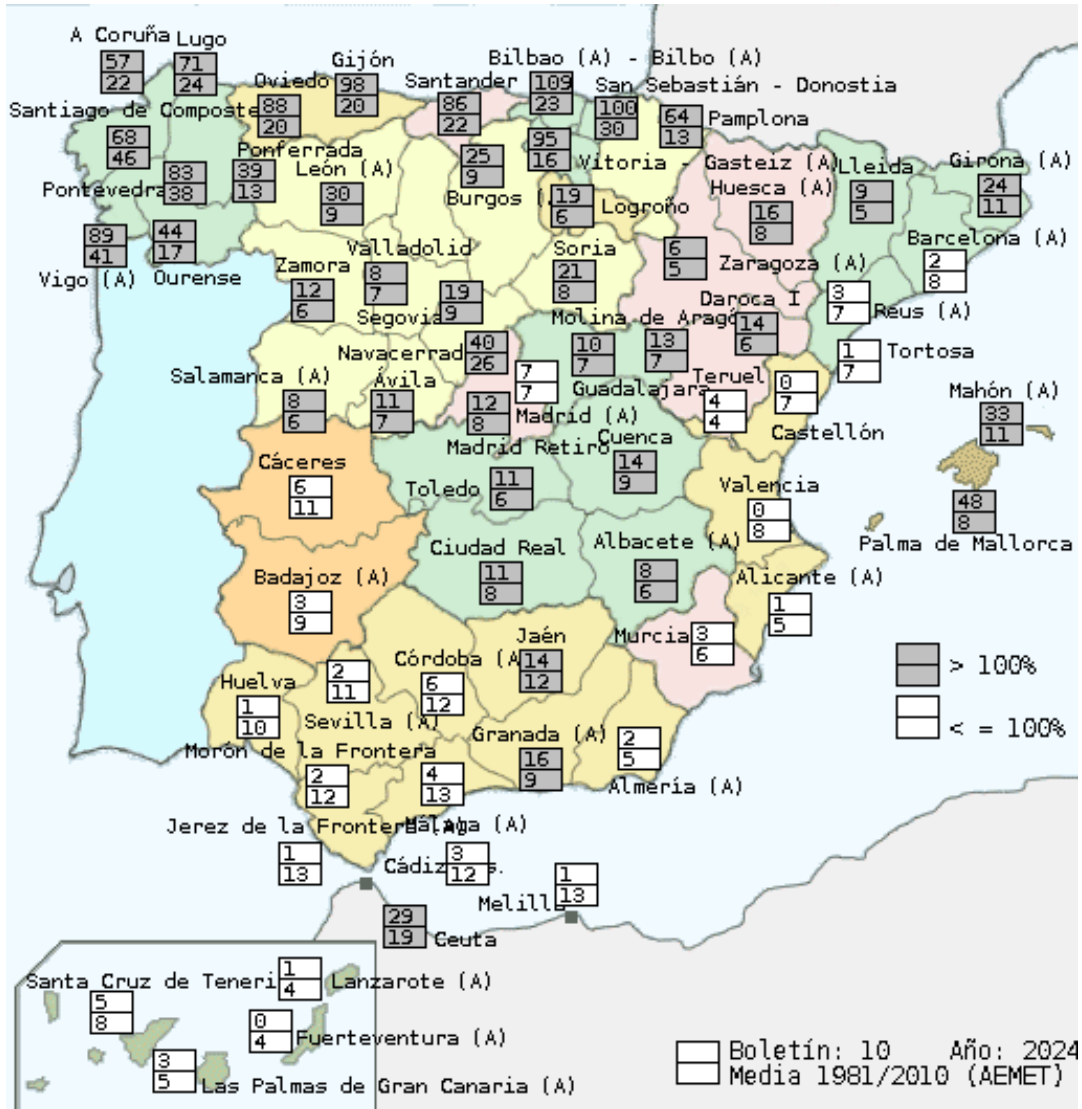 A Coruña
57
22
Lugo
71
24
Gijón
98
20
Oviedo
88
20
Santander
86
22
Bilbao (A) - Bilbo (A)
109
23
San Sebastián - Donostia
100
30
64
13
Pamplona
Santiago de Composte
68
46
Pontevedra
83
38
Ponferrada
39
13
León (A)
30
9
25
9
Burgos
95
16
Vitoria - Gasteiz (A)
19
6
Logroño
Huesca (A)
16
8
Lleida
9
5
Girona (A)
24
11
Barcelona (A)
2
8
89
41
Vigo (A)
44
17
Ourense
Zamora
12
6
Valladolid
8
7
Segovia
19
9
Soria
21
8
6
5
Zaragoza (A)
Daroca I
14
6
3
7
Reus (A)
1
7
Tortosa
Navacerrad
40
26
Molina de Aragó
13
7
10
7
Guadalajara
Salamanca (A)
8
6
Ávila
11
7
12
8
Madrid Retiro
7
7
Madrid (A)
Teruel
4
4
0
7
Castellón
Mahón (A)
33
11
Cáceres
6
11
Toledo
11
6
Cuenca
14
9
Valencia
0
8
48
8
Palma de Mallorca
Badajoz (A)
3
9
Ciudad Real
11
8
Albacete (A)
8
6
Alicante (A)
1
5
Murcia
3
6
Huelva
1
10
2
11
Sevilla (A)
Córdoba (A
6
12
Jaén
14
12
Granada (A)
16
9
2
5
Almería (A)
> 100%
< = 100%
Morón de la Frontera
2
12
4
13
Málaga (A)
Jerez de la Frontera
1
13
Cádiz
3
12
Melilla
1
13
29
19
Ceuta
Santa Cruz de Teneri
5
8
1
4
Lanzarote (A)
0
4
Fuerteventura (A)
3
5
Las Palmas de Gran Canaria (A)
Boletín: 10 Año: 2024
Media 1981/2010 (AEMET)